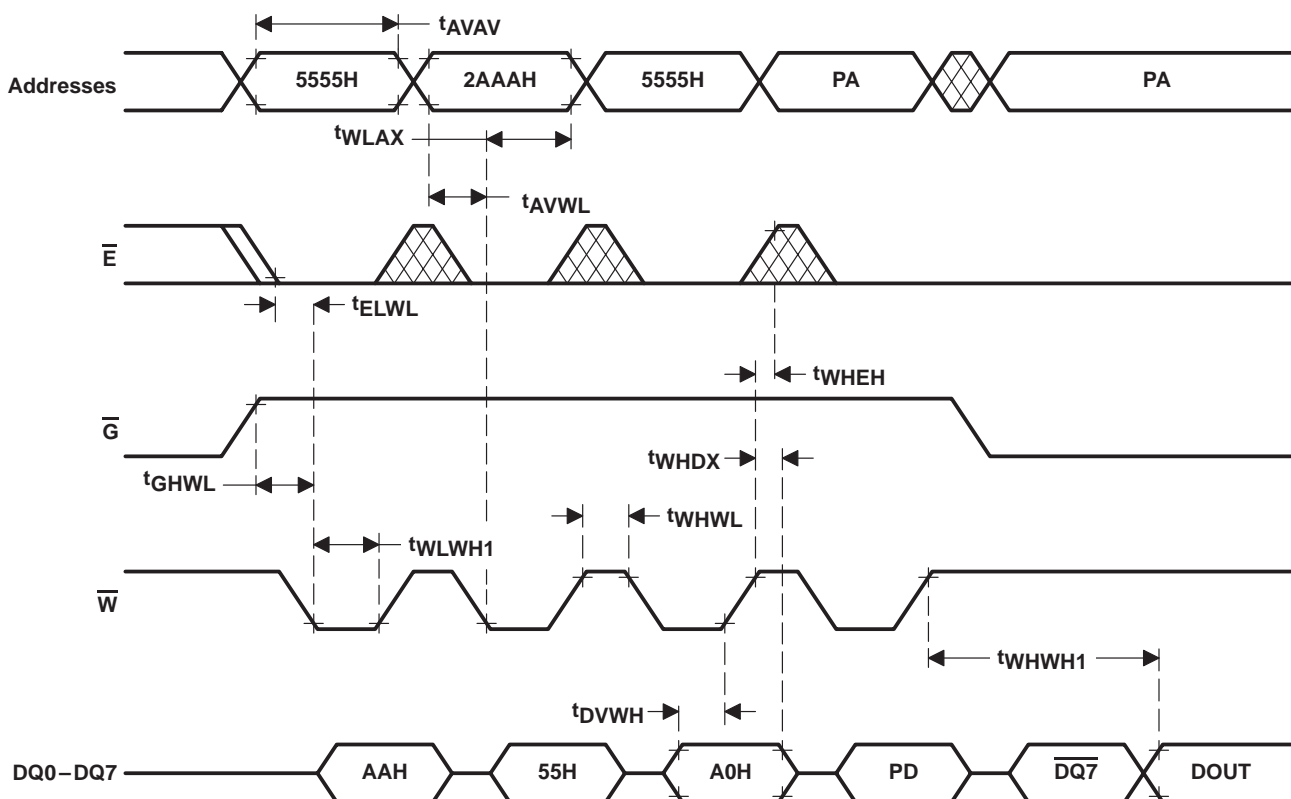 tAVAV
Addresses
5555H
2AAAH
5555H
PA
PA
tWLAX
tAVWL
E̅
tELWL
tWHEH
G̅
tWHDX
tGHWL
tWHWL
tWLWH1
W̅
tWHWH1
tDVWH
DQ0–DQ7
AAH
55H
A0H
PD
D̅Q̅7̅
DOUT